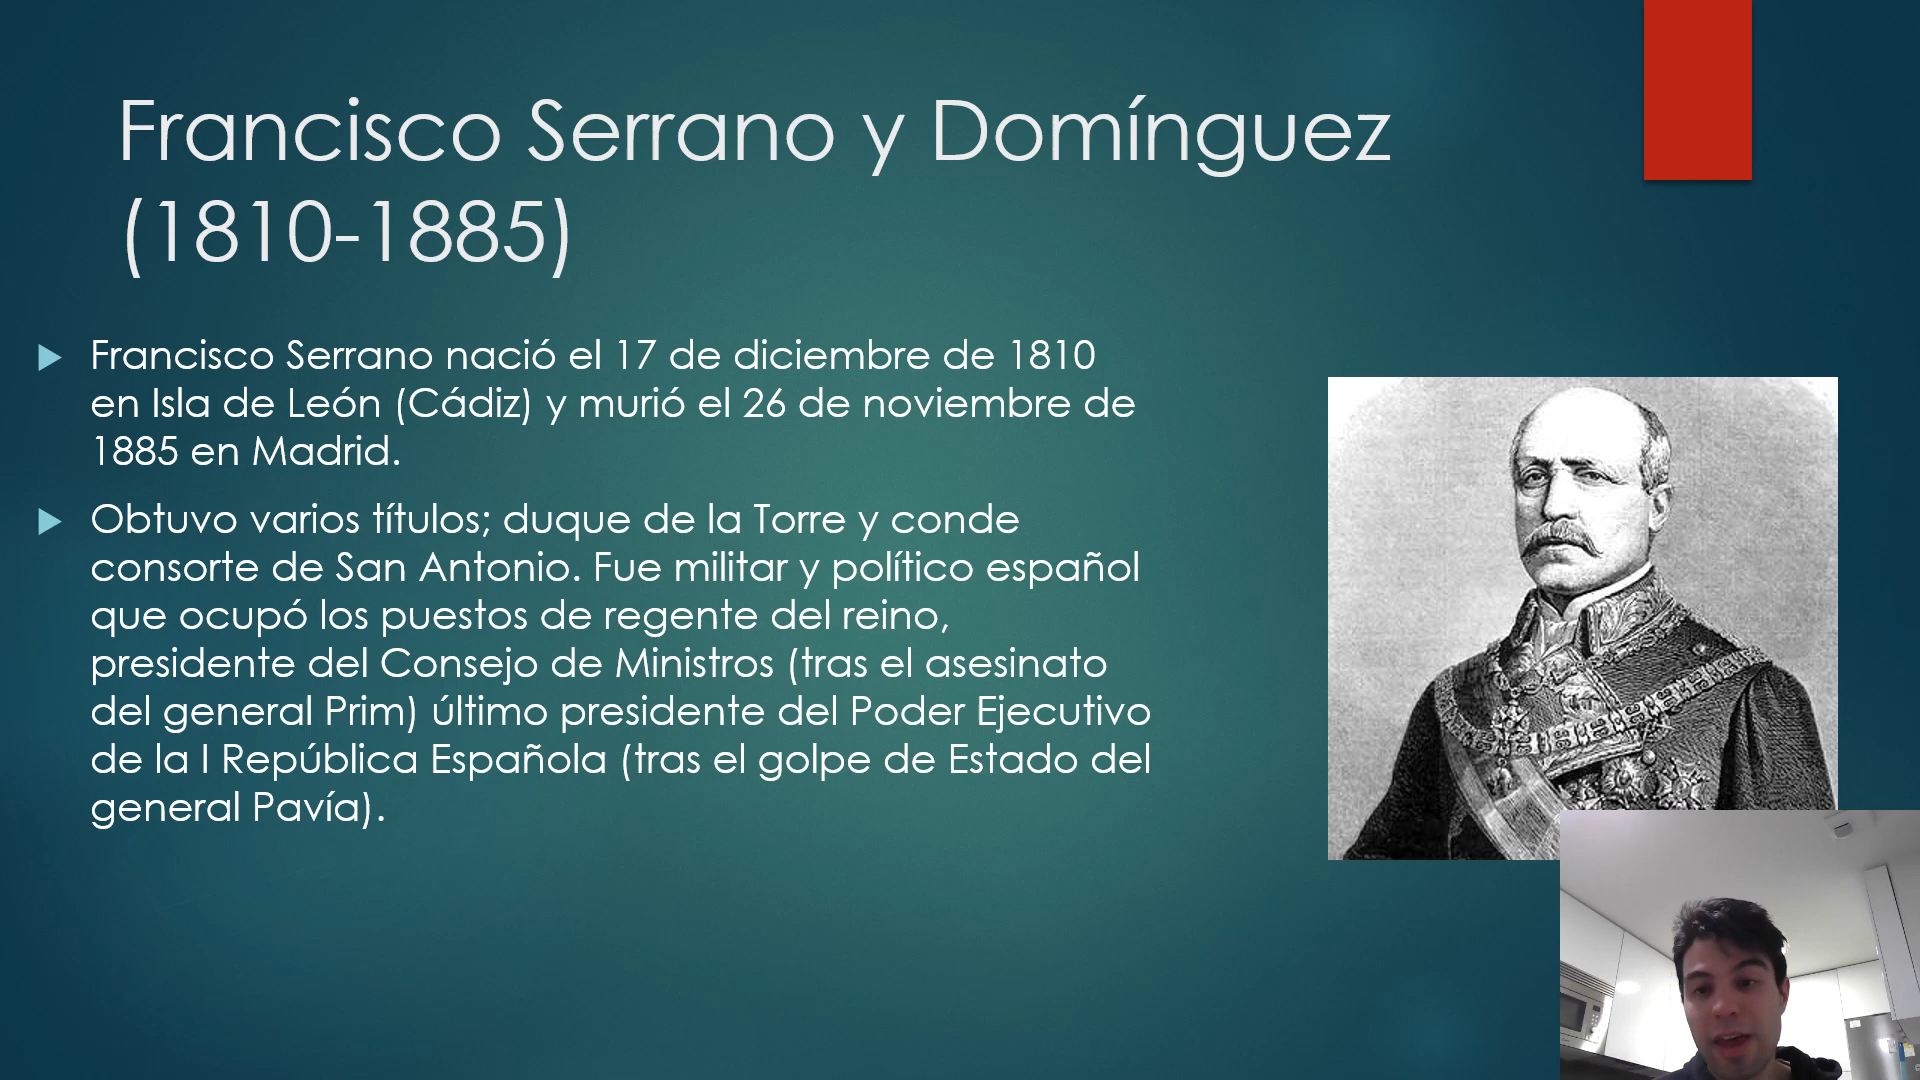 Francisco Serrano y Domínguez
(1810-1885)
Francisco Serrano nació el 17 de diciembre de 1810
en Isla de León (Cádiz) y murió el 26 de noviembre de
1885 en Madrid.
Obtuvo varios títulos; duque de la Torre y conde
consorte de San Antonio. Fue militar y político español
que ocupó los puestos de regente del reino,
presidente del Consejo de Ministros (tras el asesinato
del general Prim) último presidente del Poder Ejecutivo
de la I República Española (tras el golpe de Estado del
general Pavía).